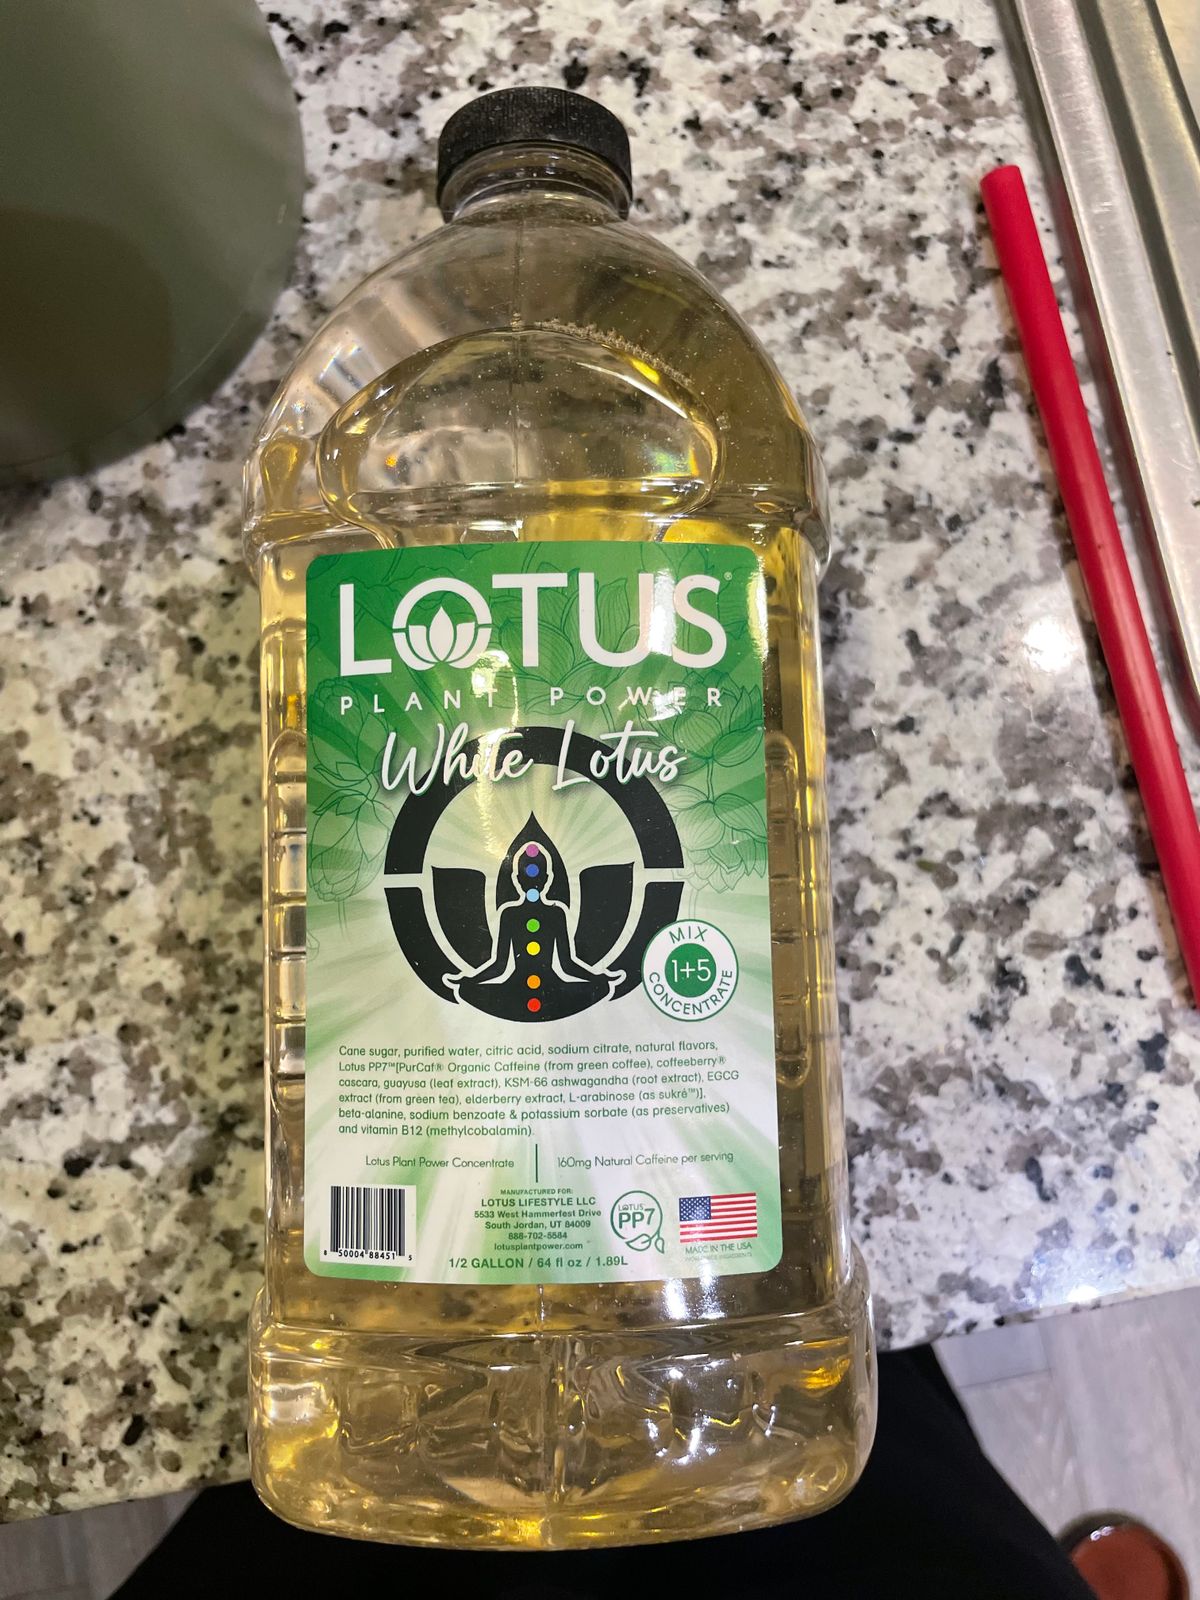 LOTUS®
PLANT POWER
White Lotus
MIX
1+5
CONCENTRATE
Cane sugar, purified water, citric acid, sodium citrate, natural flavors,
Lotus PP7™[PurCaf® Organic Caffeine (from green coffee), coffeeberry®
cascara, guayusa (leaf extract), KSM-66 ashwagandha (root extract), EGCG
extract (from green tea), elderberry extract, L-arabinose (as sukré™)],
beta-alanine, sodium benzoate & potassium sorbate (as preservatives)
and vitamin B12 (methylcobalamin).
Lotus Plant Power Concentrate
160mg Natural Caffeine per serving
MANUFACTURED FOR:
LOTUS LIFESTYLE LLC
5533 West Hammerfest Drive
South Jordan, UT 84009
888-702-5584
lotusplantpower.com
LOTUS
PP7
MADE IN THE USA
8 50004 88451 5
1/2 GALLON / 64 fl oz / 1.89L